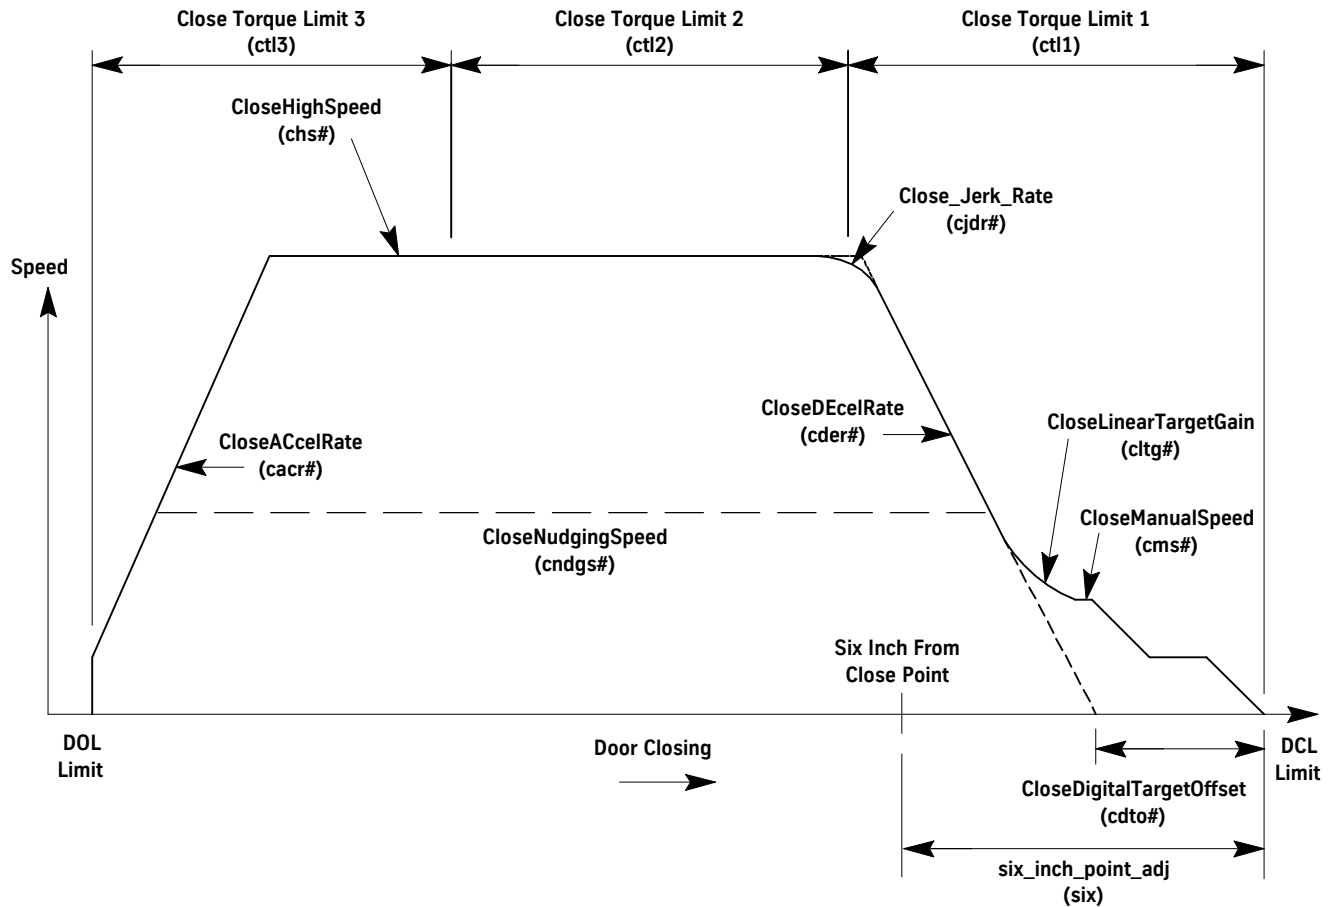 Close Torque Limit 3
(ctl3)
Close Torque Limit 2
(ctl2)
Close Torque Limit 1
(ctl1)
CloseHighSpeed
(chs#)
Close_Jerk_Rate
(cjdr#)
Speed
CloseDEcelRate
(cder#)
CloseLinearTargetGain
(cltg#)
CloseACcelRate
(cacr#)
CloseManualSpeed
(cms#)
CloseNudgingSpeed
(cndgs#)
Six Inch From
Close Point
DOL
Limit
Door Closing
DCL
Limit
CloseDigitalTargetOffset
(cdto#)
six_inch_point_adj
(six)